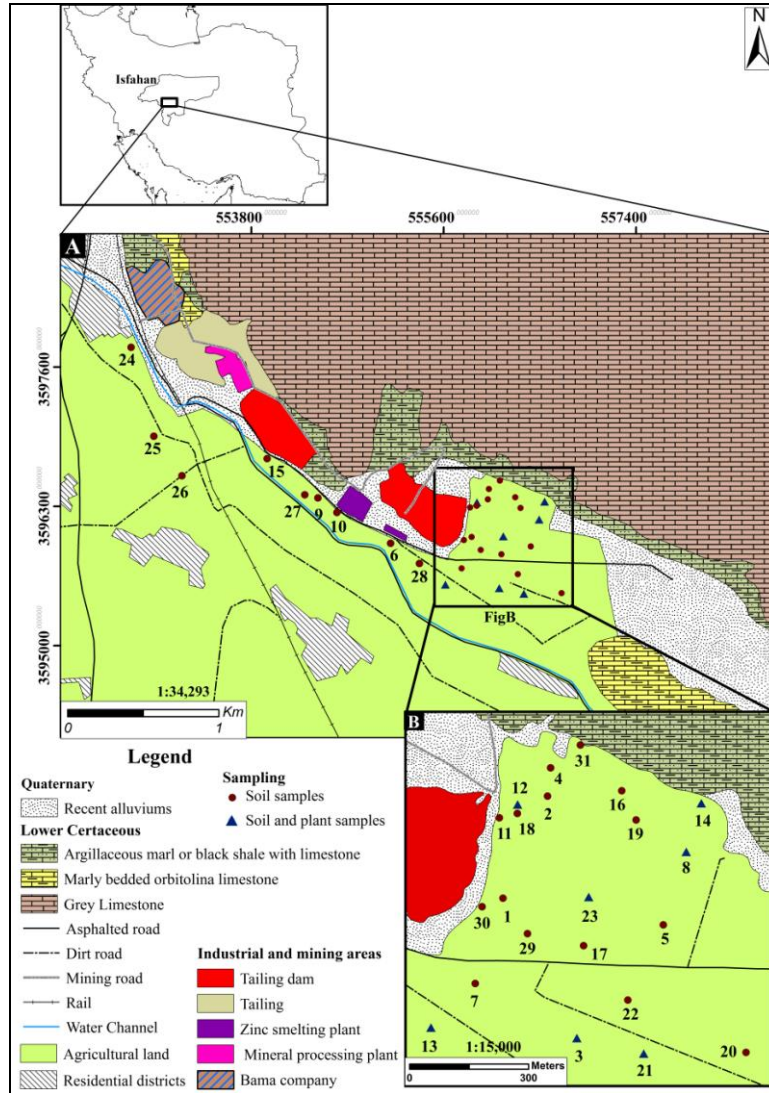 N
Isfahan
553800
555600
557400
A
3597600
3596300
3595000
24
25
26
15
27
9
10
6
28
FigB
1:34,293
Km
0 1
B
31
4
12
2
16
11
18
19
14
8
1
23
30
29
17
5
7
22
13
3
21
20
1:15,000
Meters
0 300
Legend
Quaternary
Recent alluviums
Lower Certaceous
Argillaceous marl or black shale with limestone
Marly bedded orbitolina limestone
Grey Limestone
Asphalted road
Dirt road
Mining road
Rail
Water Channel
Agricultural land
Residential districts
Sampling
Soil samples
Soil and plant samples
Industrial and mining areas
Tailing dam
Tailing
Zinc smelting plant
Mineral processing plant
Bama company